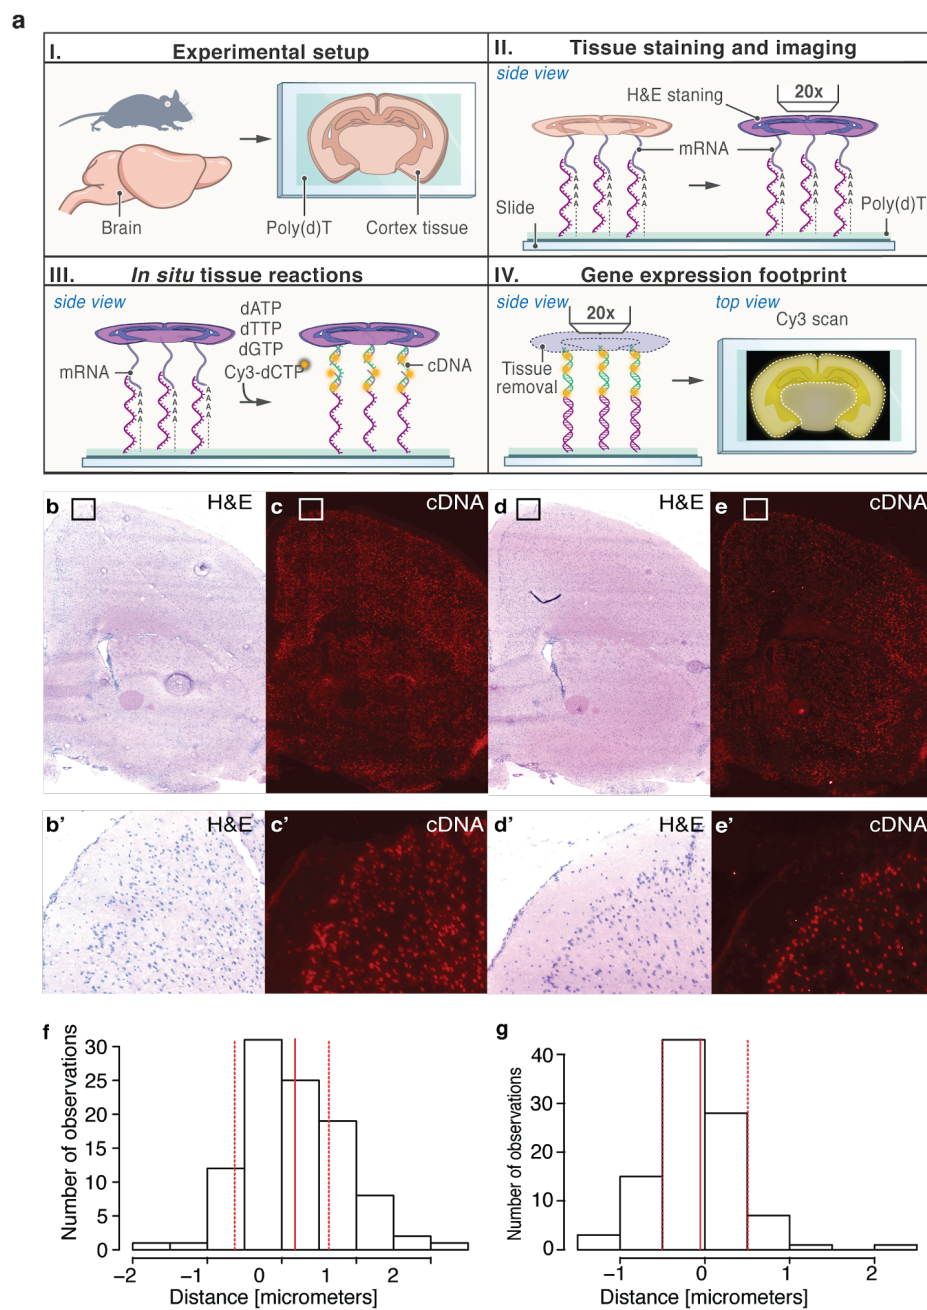 a
I. Experimental setup
Brain
Poly(d)T
Cortex tissue
II. Tissue staining and imaging
side view
H&E staning
20x
mRNA
AAAA
AAAA
Slide
Poly(d)T
III. In situ tissue reactions
side view
dATP
dTTP
dGTP
Cy3-dCTP
mRNA
cDNA
AAAA
IV. Gene expression footprint
side view
top view
20x
Cy3 scan
Tissue
removal
b H&E
c cDNA
d H&E
e cDNA
b' H&E
c' cDNA
d' H&E
e' cDNA
f
Number of observations
30
25
20
15
10
5
0
-2 -1 0 1 2
Distance [micrometers]
g
Number of observations
40
30
20
10
0
-1 0 1 2
Distance [micrometers]